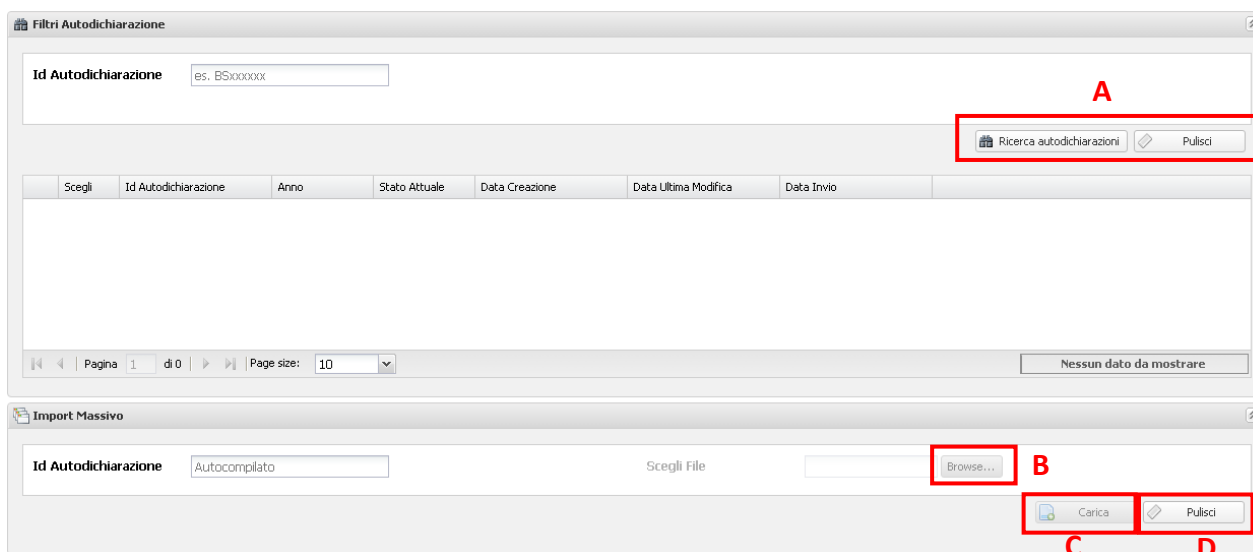 Filtri Autodichiarazione
Id Autodichiarazione es. BSxxxxxx
A
Ricerca autodichiarazioni Pulisci
Scegli Id Autodichiarazione Anno Stato Attuale Data Creazione Data Ultima Modifica Data Invio
Pagina 1 di 0 Page size: 10 Nessun dato da mostrare
Import Massivo
Id Autodichiarazione Autocompilato Scegli File Browse... B
Carica Pulisci
C D